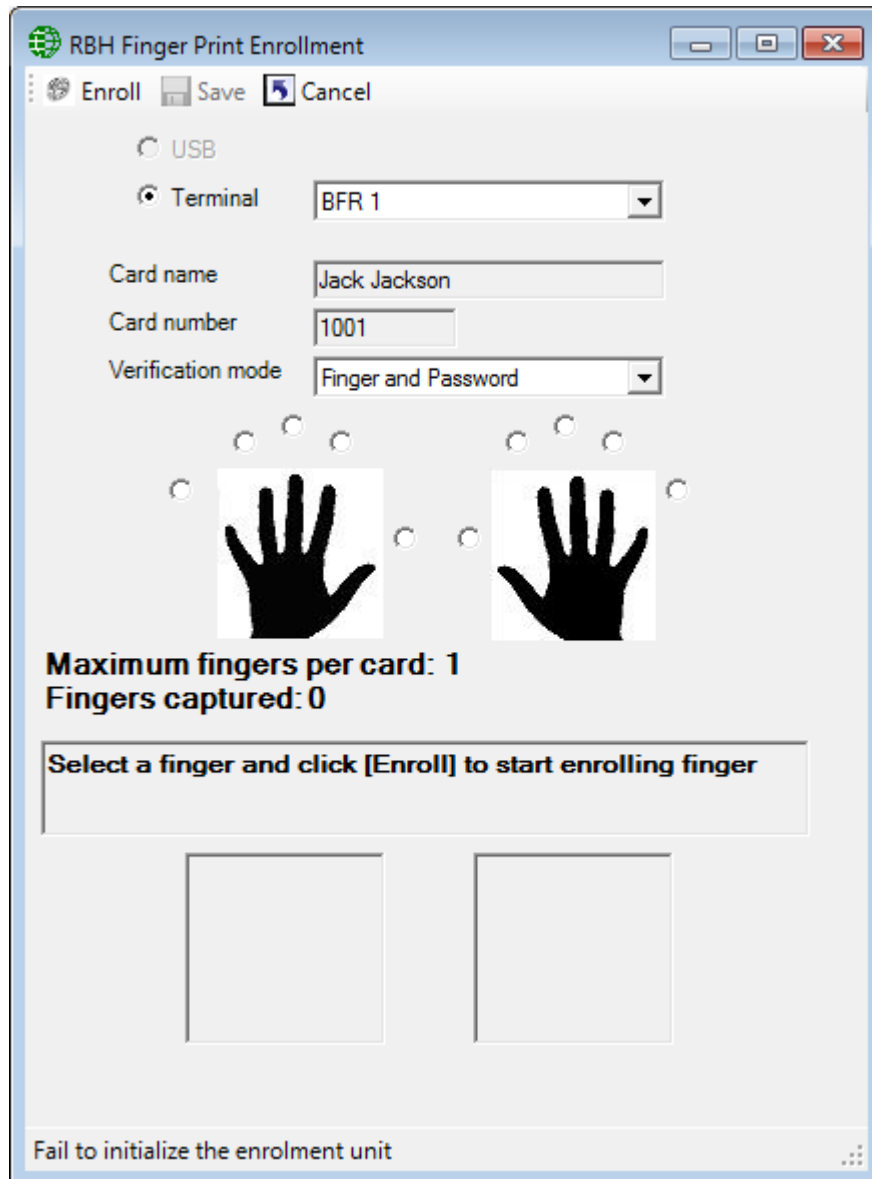 RBH Finger Print Enrollment
Enroll Save Cancel
USB
Terminal BFR 1
Card name Jack Jackson
Card number 1001
Verification mode Finger and Password
Maximum fingers per card: 1
Fingers captured: 0
Select a finger and click [Enroll] to start enrolling finger
Fail to initialize the enrolment unit